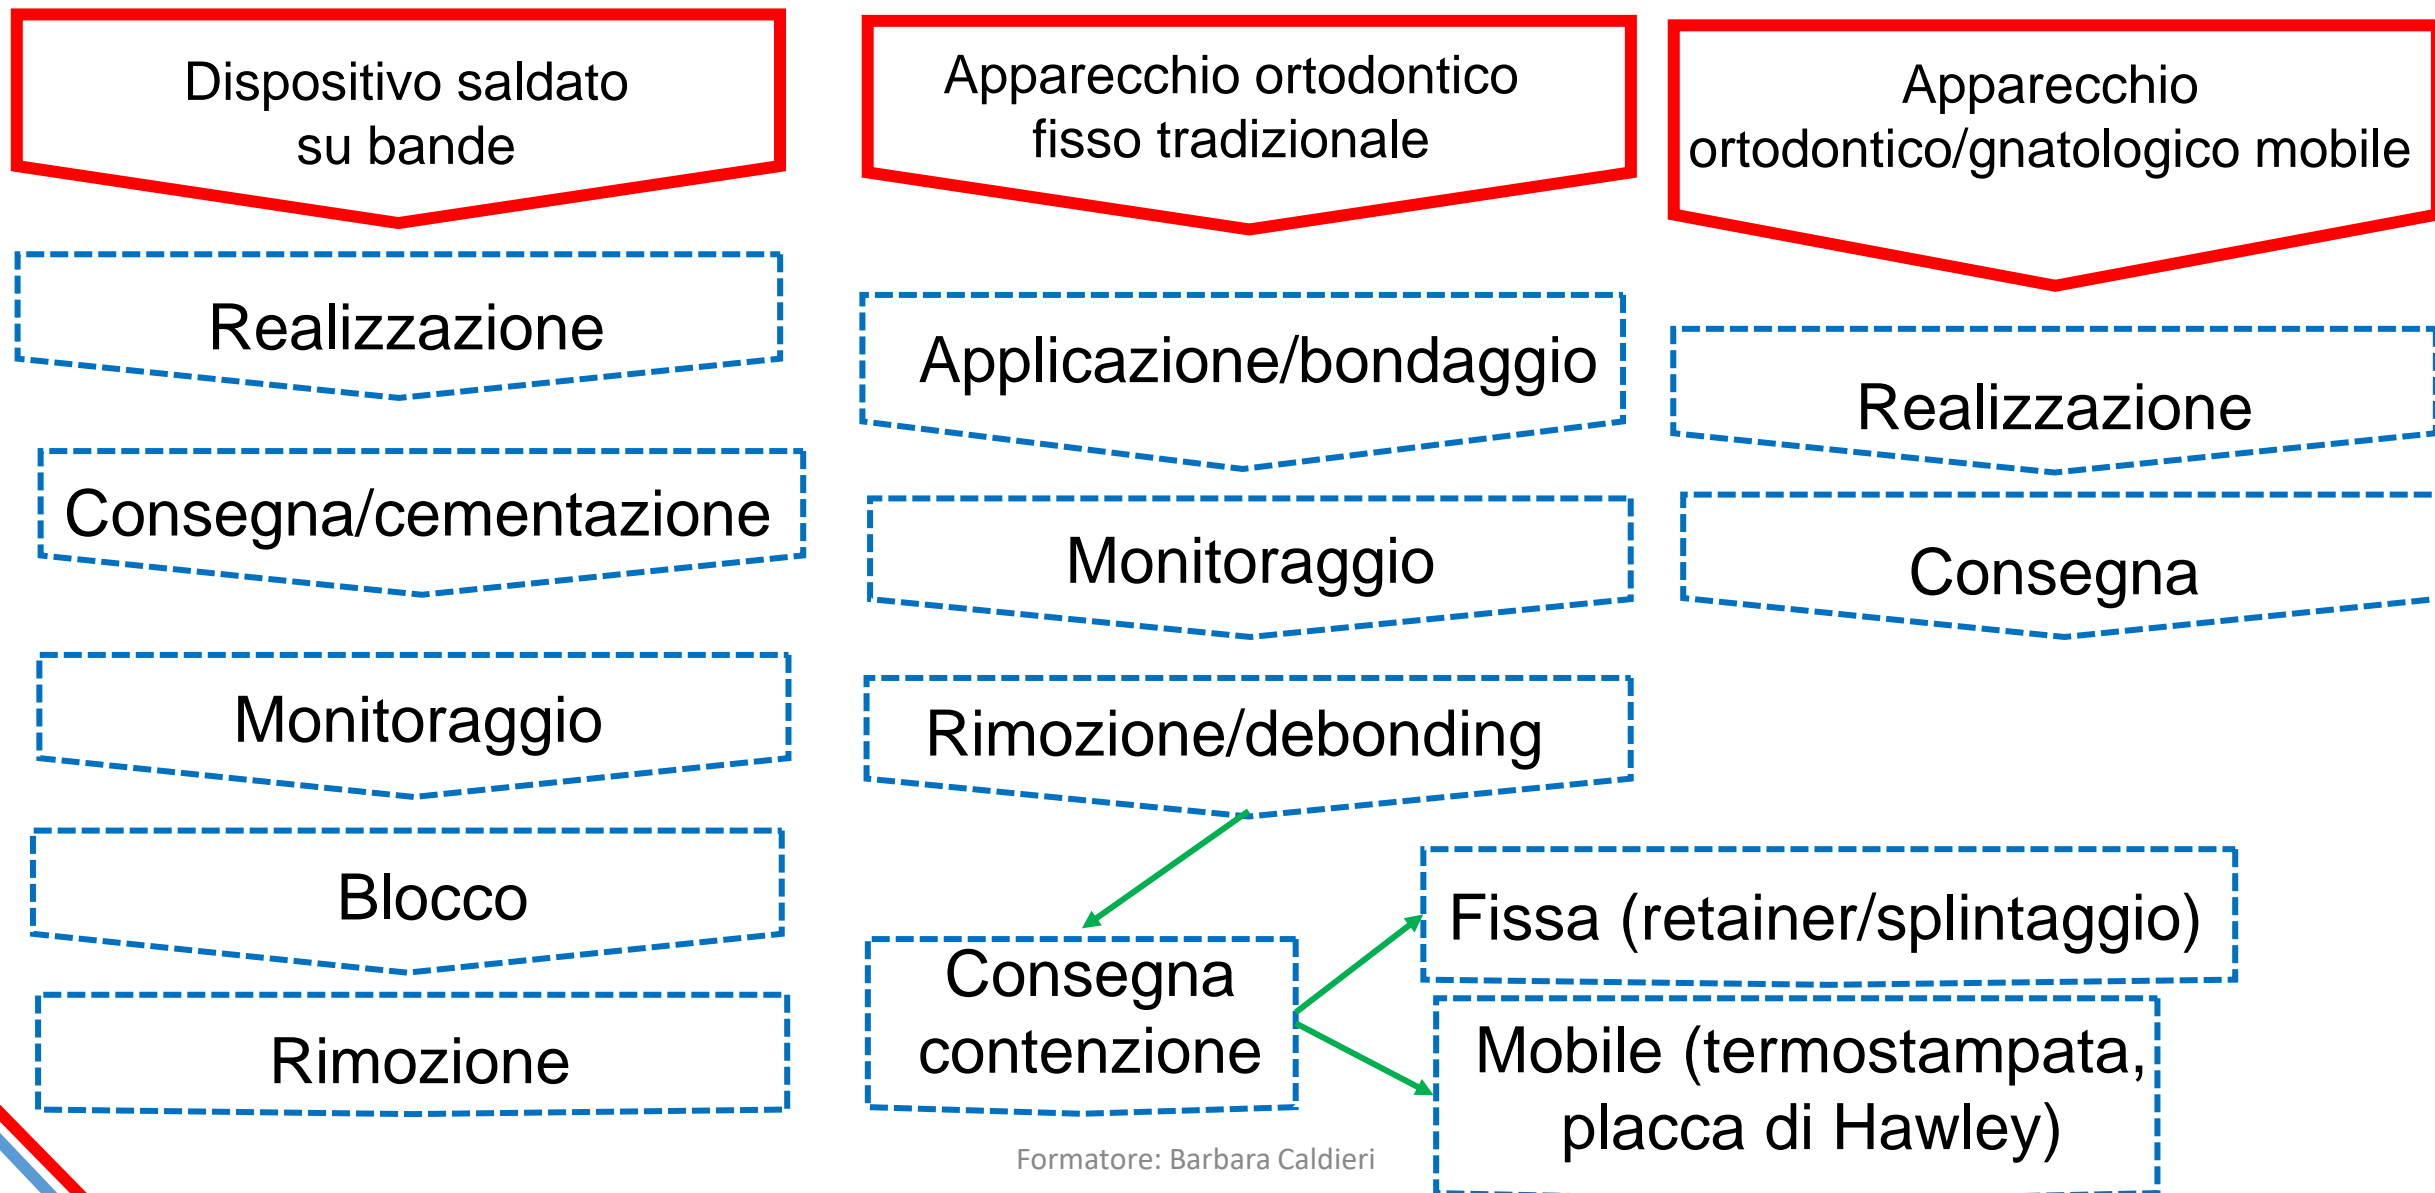 Dispositivo saldato
su bande
Realizzazione
Consegna/cementazione
Monitoraggio
Blocco
Rimozione
Apparecchio ortodontico
fisso tradizionale
Applicazione/bondaggio
Monitoraggio
Rimozione/debonding
Consegna
contenzione
Fissa (retainer/splintaggio)
Mobile (termostampata,
placca di Hawley)
Apparecchio
ortodontico/gnatologico mobile
Realizzazione
Consegna
Formatore: Barbara Caldieri